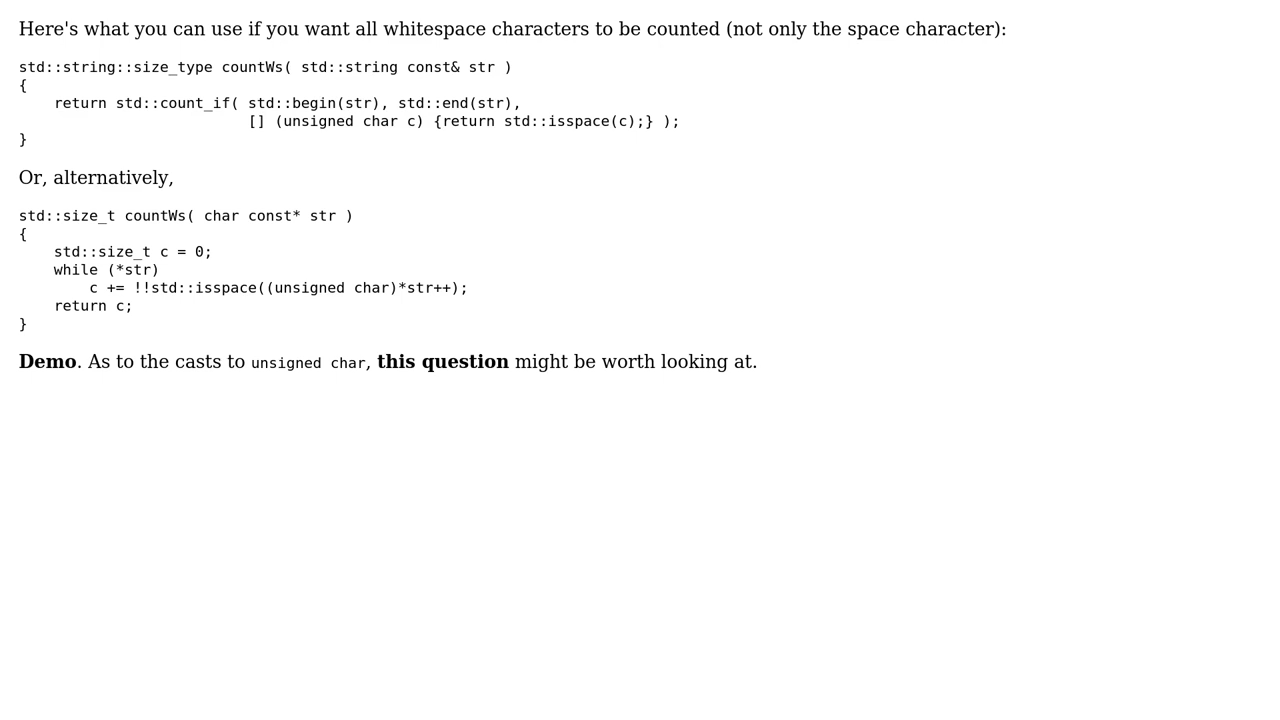 Here's what you can use if you want all whitespace characters to be counted (not only the space character):
std::string::size_type countWs( std::string const& str )
{
    return std::count_if( std::begin(str), std::end(str),
                          [] (unsigned char c) {return std::isspace(c);} );
}
Or, alternatively,
std::size_t countWs( char const* str )
{
    std::size_t c = 0;
    while (*str)
        c += !!std::isspace((unsigned char)*str++);
    return c;
}
Demo. As to the casts to unsigned char, this question might be worth looking at.